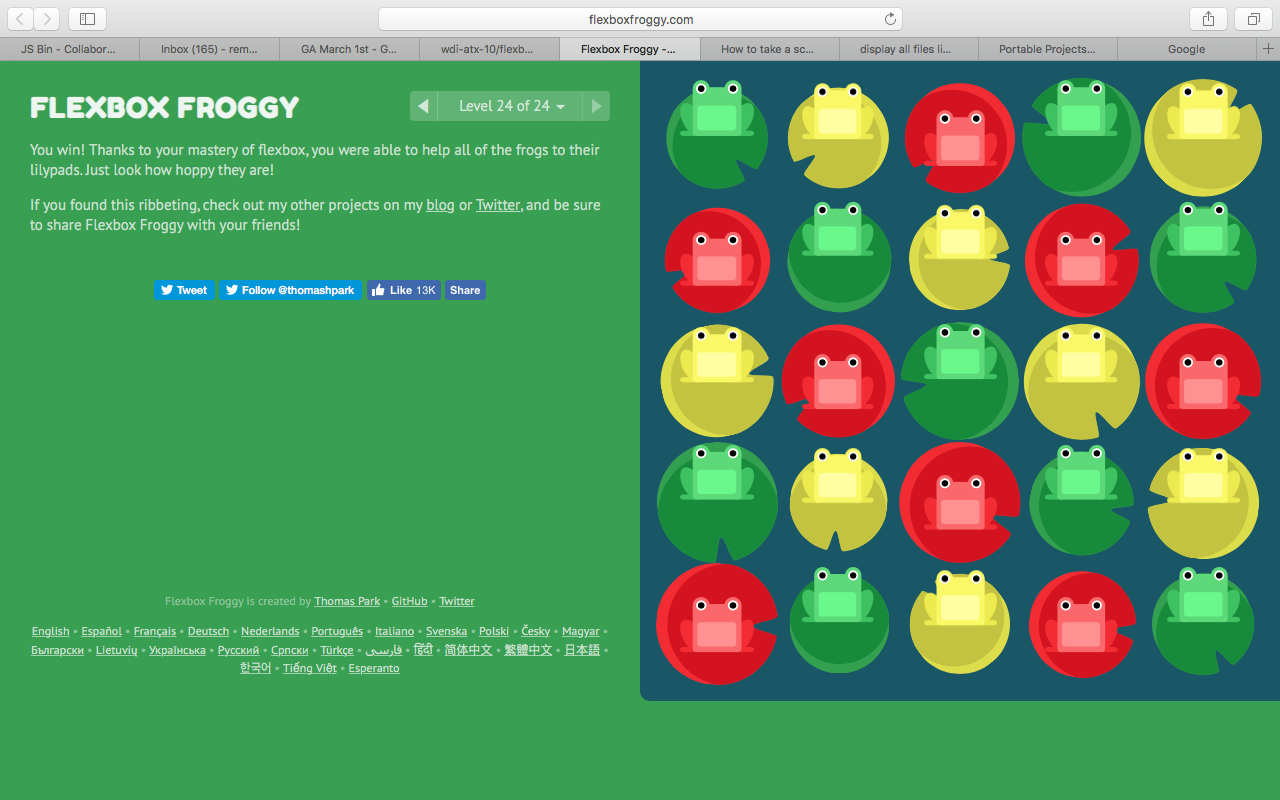 flexboxfroggy.com
JS Bin - Collabor... Inbox (165) - rem... GA March 1st - G... wdi-atx-10/flexb... Flexbox Froggy -... How to take a sc... display all files li... Portable Projects... Google
FLEXBOX FROGGY
Level 24 of 24
You win! Thanks to your mastery of flexbox, you were able to help all of the frogs to their
lilypads. Just look how hoppy they are!
If you found this ribbeting, check out my other projects on my blog or Twitter, and be sure
to share Flexbox Froggy with your friends!
Tweet Follow @thomashpark Like 13K Share
Flexbox Froggy is created by Thomas Park • GitHub • Twitter
English • Español • Français • Deutsch • Nederlands • Português • Italiano • Svenska • Polski • Česky • Magyar •
Български • Lietuvių • Українська • Русский • Српски • Türkçe • فارسی • हिंदी • 简体中文 • 繁體中文 • 日本語 •
한국어 • Tiếng Việt • Esperanto